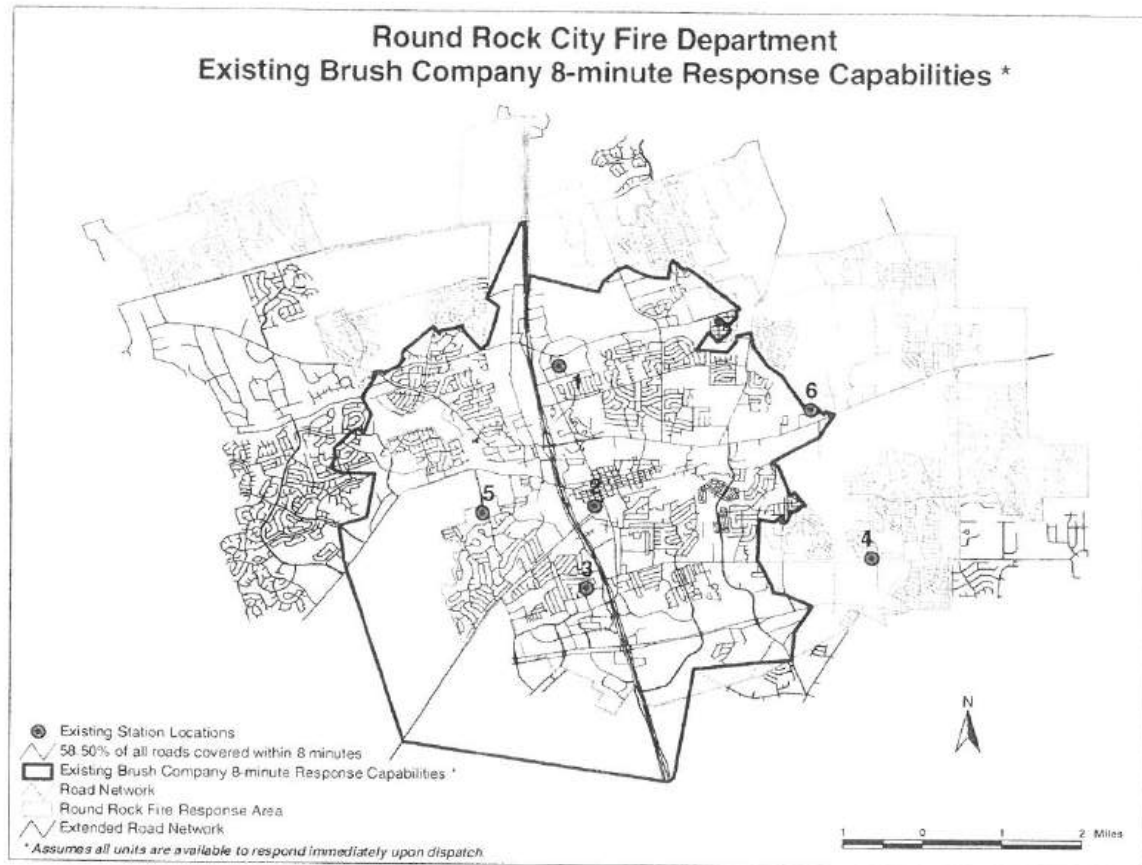 Round Rock City Fire Department
Existing Brush Company 8-minute Response Capabilities *
1
6
5
2
4
3
N
Existing Station Locations
58.50% of all roads covered within 8 minutes
Existing Brush Company 8-minute Response Capabilities *
Road Network
Round Rock Fire Response Area
Extended Road Network
* Assumes all units are available to respond immediately upon dispatch.
1 0 1 2 Miles